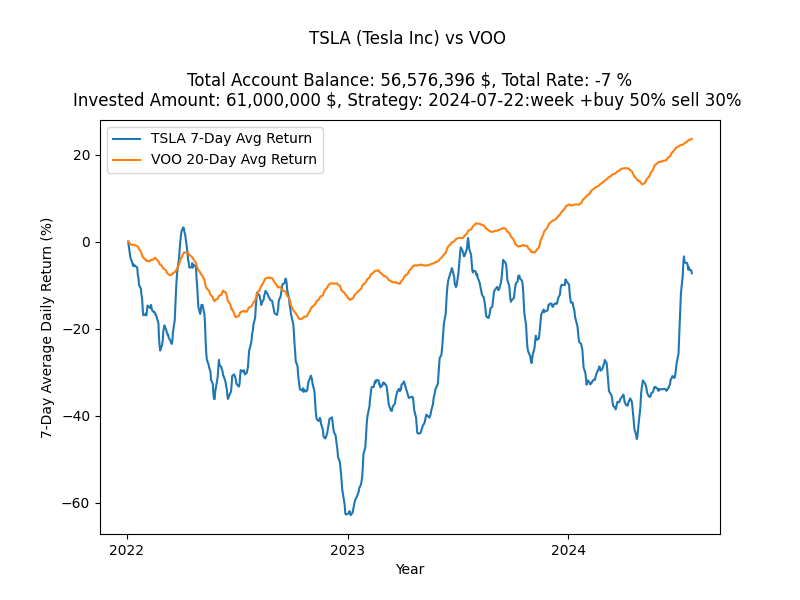 TSLA (Tesla Inc) vs VOO
Total Account Balance: 56,576,396 $, Total Rate: -7 %
Invested Amount: 61,000,000 $, Strategy: 2024-07-22:week +buy 50% sell 30%
TSLA 7-Day Avg Return
VOO 20-Day Avg Return
7-Day Average Daily Return (%)
20
0
−20
−40
−60
2022
2023
2024
Year